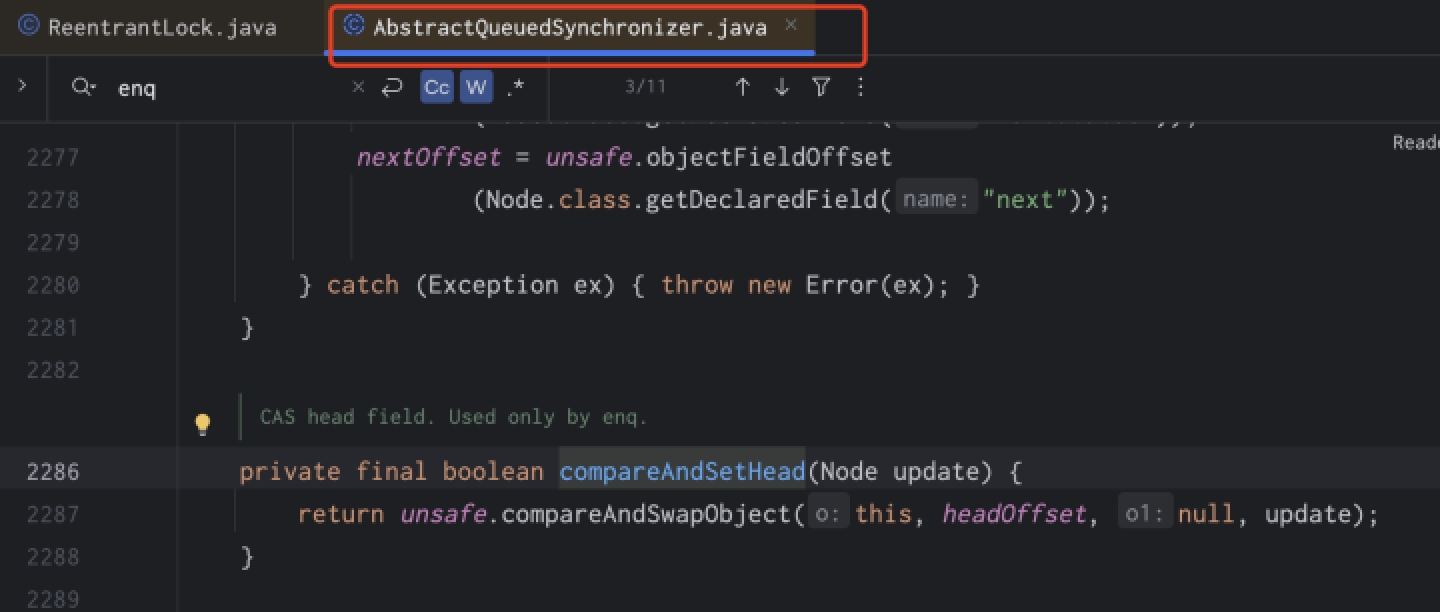 ReentrantLock.java
AbstractQueuedSynchronizer.java ×
enq × Cc W .* 3/11
2277 nextOffset = unsafe.objectFieldOffset
Reade
2278 (Node.class.getDeclaredField( name: "next"));
2279
2280 } catch (Exception ex) { throw new Error(ex); }
2281 }
2282
CAS head field. Used only by enq.
2286 private final boolean compareAndSetHead(Node update) {
2287 return unsafe.compareAndSwapObject( o: this, headOffset, o1: null, update);
2288 }
2289